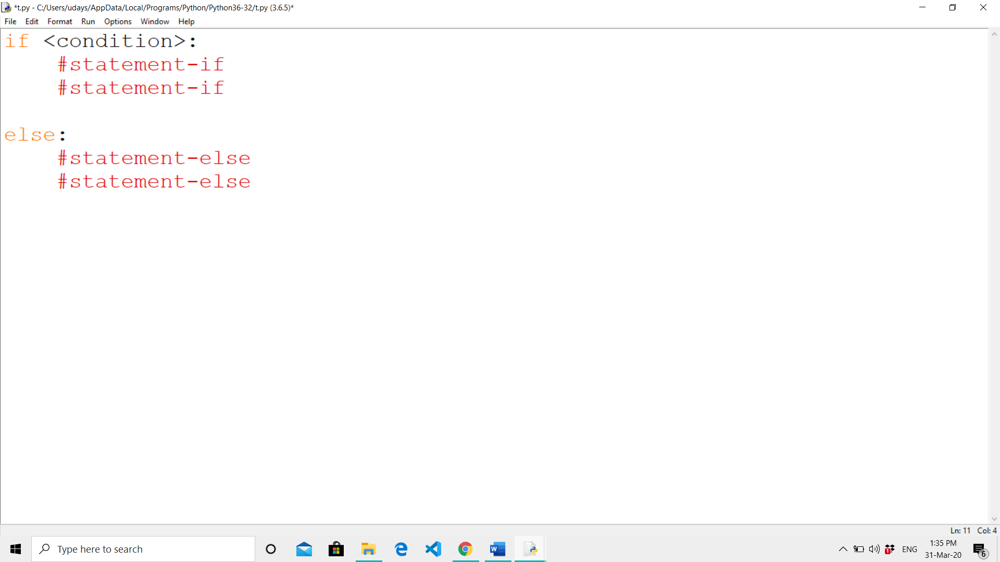 *t.py - C:/Users/udays/AppData/Local/Programs/Python/Python36-32/t.py (3.6.5)*
File Edit Format Run Options Window Help
if <condition>:
    #statement-if
    #statement-if
else:
    #statement-else
    #statement-else
Ln: 11 Col: 4
Type here to search
W
1
ENG
1:35 PM
31-Mar-20
6